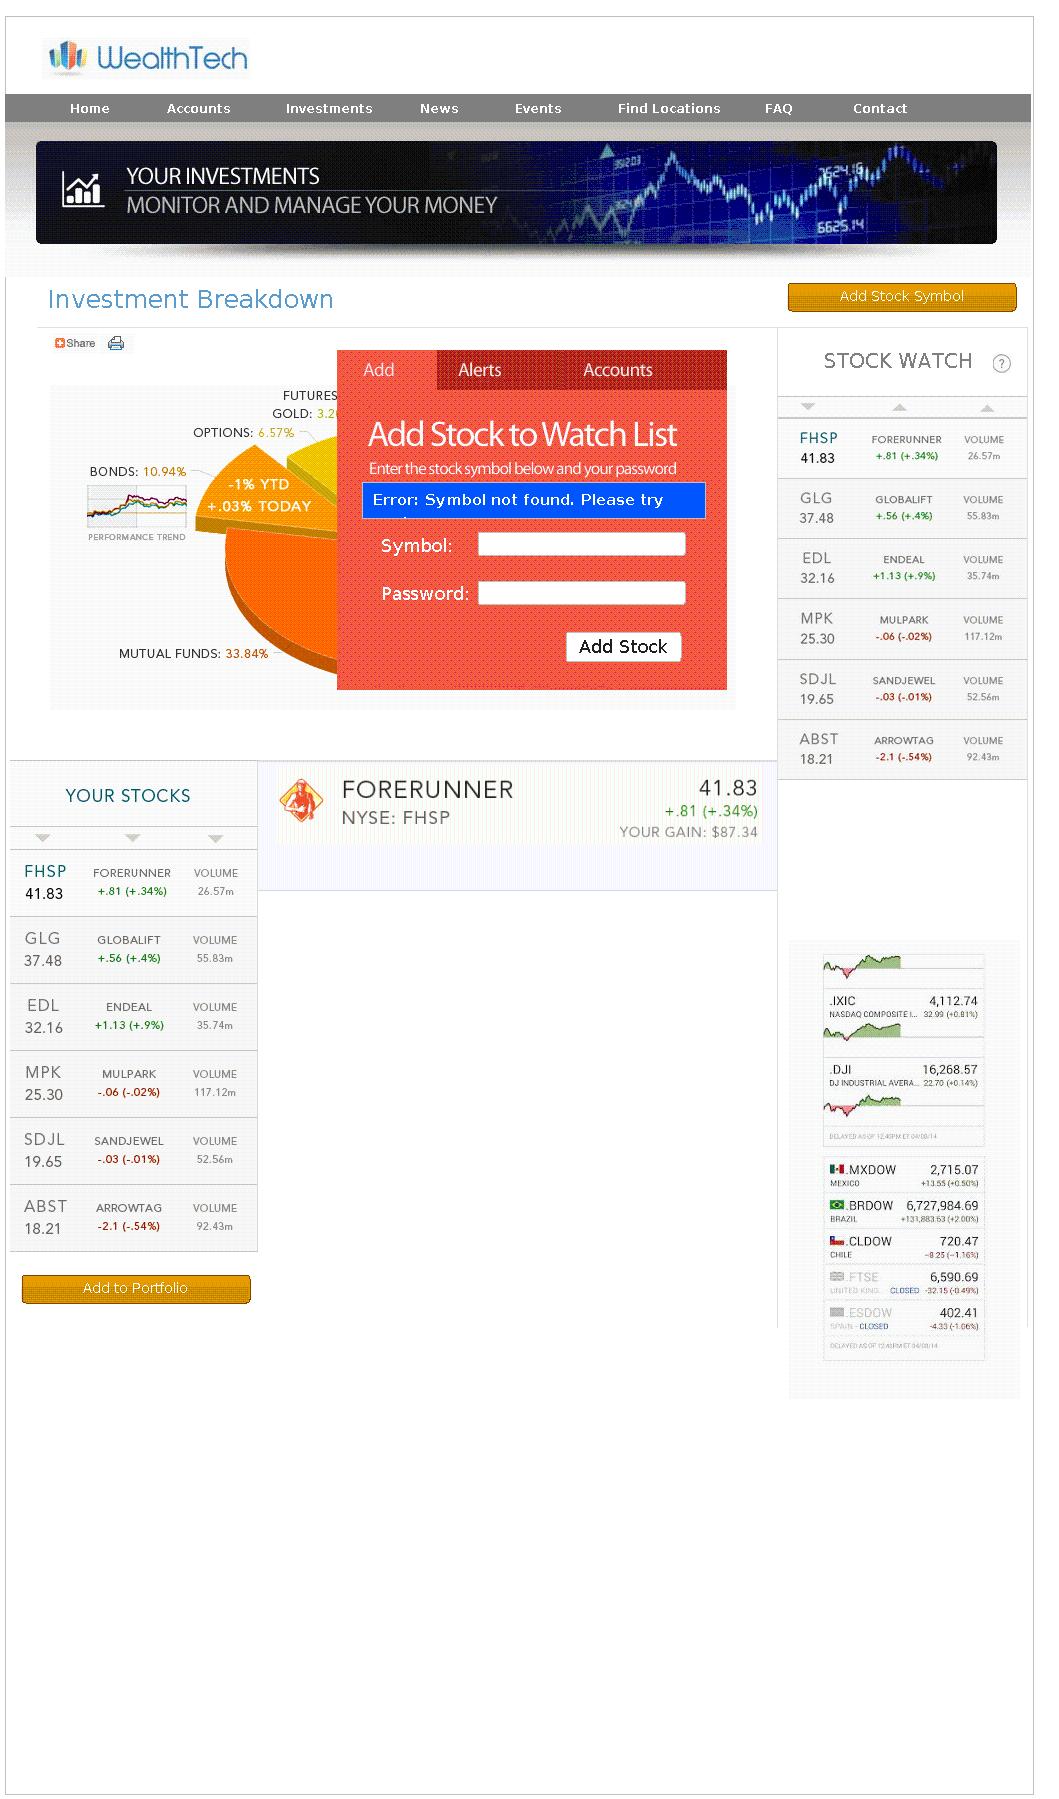 WealthTech
Home Accounts Investments News Events Find Locations FAQ Contact
YOUR INVESTMENTS
MONITOR AND MANAGE YOUR MONEY
3512.03
7624.16
6625.14
Investment Breakdown
Add Stock Symbol
Share
FUTURES
GOLD: 3.2
OPTIONS: 6.57%
BONDS: 10.94%
-1% YTD
+.03% TODAY
PERFORMANCE TREND
MUTUAL FUNDS: 33.84%
Add Alerts Accounts
Add Stock to Watch List
Enter the stock symbol below and your password
Error: Symbol not found. Please try
Symbol:
Password:
Add Stock
STOCK WATCH ?
FHSP FORERUNNER VOLUME
41.83 +.81 (+.34%) 26.57m
GLG GLOBALIFT VOLUME
37.48 +.56 (+.4%) 55.83m
EDL ENDEAL VOLUME
32.16 +1.13 (+.9%) 35.74m
MPK MULPARK VOLUME
25.30 -.06 (-.02%) 117.12m
SDJL SANDJEWEL VOLUME
19.65 -.03 (-.01%) 52.56m
ABST ARROWTAG VOLUME
18.21 -2.1 (-.54%) 92.43m
YOUR STOCKS
FHSP FORERUNNER VOLUME
41.83 +.81 (+.34%) 26.57m
GLG GLOBALIFT VOLUME
37.48 +.56 (+.4%) 55.83m
EDL ENDEAL VOLUME
32.16 +1.13 (+.9%) 35.74m
MPK MULPARK VOLUME
25.30 -.06 (-.02%) 117.12m
SDJL SANDJEWEL VOLUME
19.65 -.03 (-.01%) 52.56m
ABST ARROWTAG VOLUME
18.21 -2.1 (-.54%) 92.43m
Add to Portfolio
FORERUNNER 41.83
NYSE: FHSP +.81 (+.34%)
YOUR GAIN: $87.34
.IXIC 4,112.74
NASDAQ COMPOSITE I... 32.99 (+0.81%)
.DJI 16,268.57
DJ INDUSTRIAL AVERA... 22.70 (+0.14%)
DELAYED AS OF 12:40PM ET 04/08/14
.MXDOW 2,715.07
MEXICO +13.55 (+0.50%)
.BRDOW 6,727,984.69
BRAZIL +131,883.63 (+2.00%)
.CLDOW 720.47
CHILE -8.25 (-1.16%)
.FTSE 6,590.69
UNITED KING... CLOSED -32.15 (-0.49%)
.ESDOW 402.41
SPAIN - CLOSED -4.33 (-1.06%)
DELAYED AS OF 12:40PM ET 04/08/14